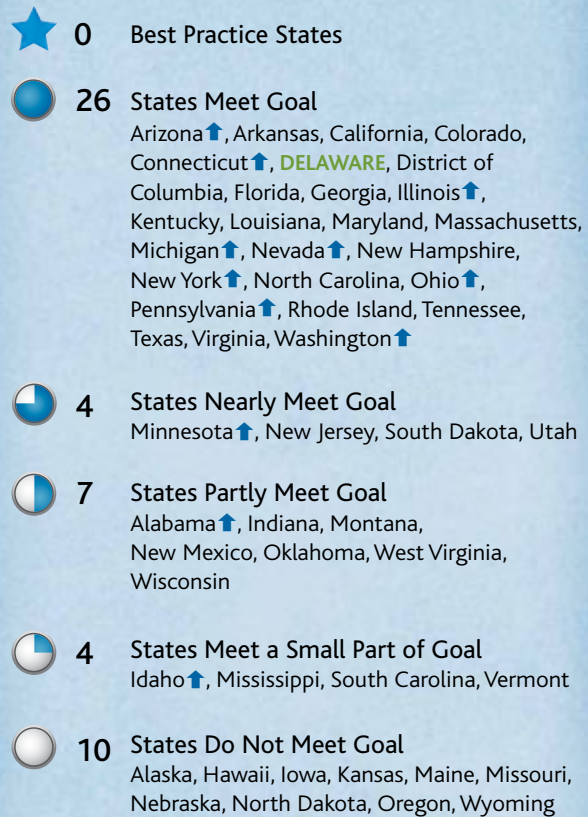 0 Best Practice States
26 States Meet Goal
Arizona⬆, Arkansas, California, Colorado,
Connecticut⬆, DELAWARE, District of
Columbia, Florida, Georgia, Illinois⬆,
Kentucky, Louisiana, Maryland, Massachusetts,
Michigan⬆, Nevada⬆, New Hampshire,
New York⬆, North Carolina, Ohio⬆,
Pennsylvania⬆, Rhode Island, Tennessee,
Texas, Virginia, Washington⬆
4 States Nearly Meet Goal
Minnesota⬆, New Jersey, South Dakota, Utah
7 States Partly Meet Goal
Alabama⬆, Indiana, Montana,
New Mexico, Oklahoma, West Virginia,
Wisconsin
4 States Meet a Small Part of Goal
Idaho⬆, Mississippi, South Carolina, Vermont
10 States Do Not Meet Goal
Alaska, Hawaii, Iowa, Kansas, Maine, Missouri,
Nebraska, North Dakota, Oregon, Wyoming